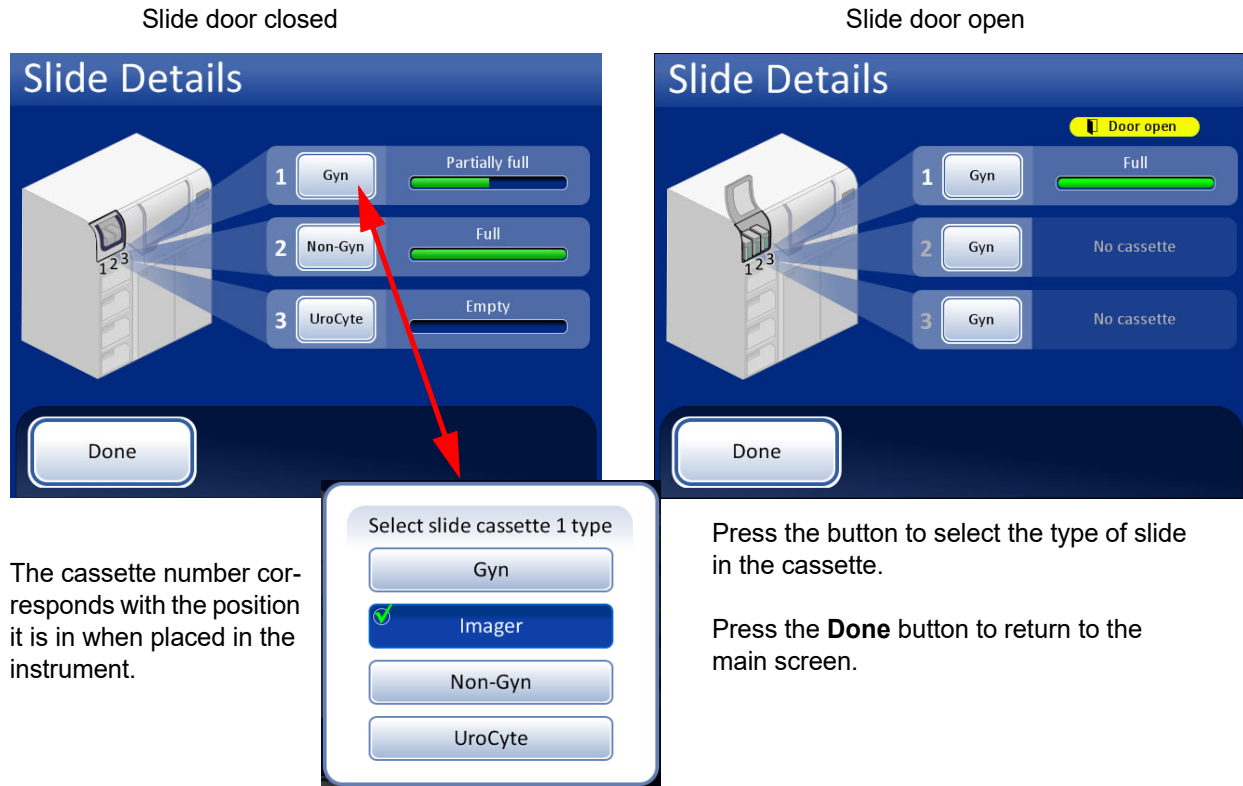 Slide door closed
Slide Details
1 Gyn Partially full
2 Non-Gyn Full
3 UroCyte Empty
1 2 3
Done
Slide door open
Slide Details
Door open
1 Gyn Full
2 Gyn No cassette
3 Gyn No cassette
1 2 3
Done
The cassette number cor-
responds with the position
it is in when placed in the
instrument.
Select slide cassette 1 type
Gyn
Imager
Non-Gyn
UroCyte
Press the button to select the type of slide
in the cassette.
Press the Done button to return to the
main screen.